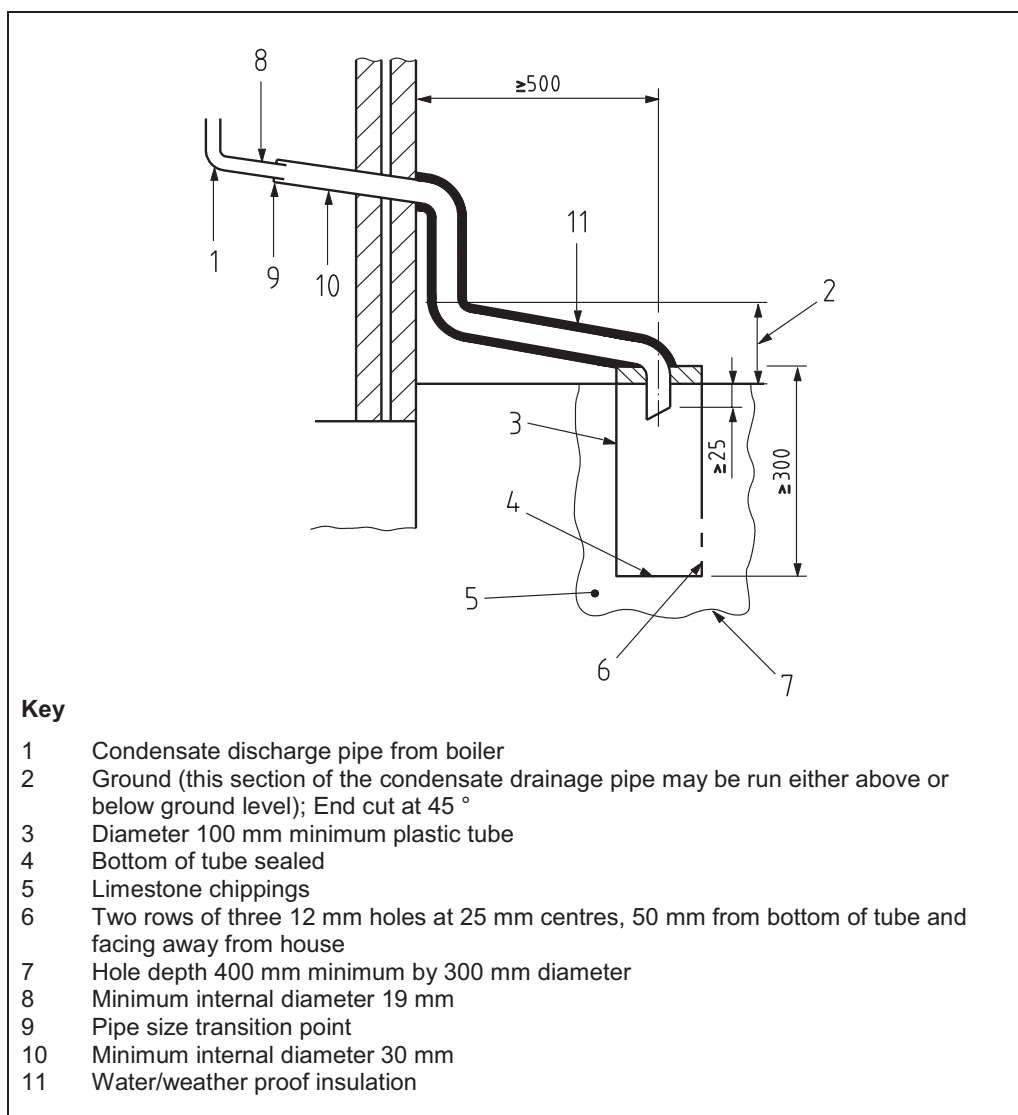 8
≥500
11
2
1
9
10
3
≥25
≥300
4
5
6
7
Key
1 Condensate discharge pipe from boiler
2 Ground (this section of the condensate drainage pipe may be run either above or
below ground level); End cut at 45 °
3 Diameter 100 mm minimum plastic tube
4 Bottom of tube sealed
5 Limestone chippings
6 Two rows of three 12 mm holes at 25 mm centres, 50 mm from bottom of tube and
facing away from house
7 Hole depth 400 mm minimum by 300 mm diameter
8 Minimum internal diameter 19 mm
9 Pipe size transition point
10 Minimum internal diameter 30 mm
11 Water/weather proof insulation